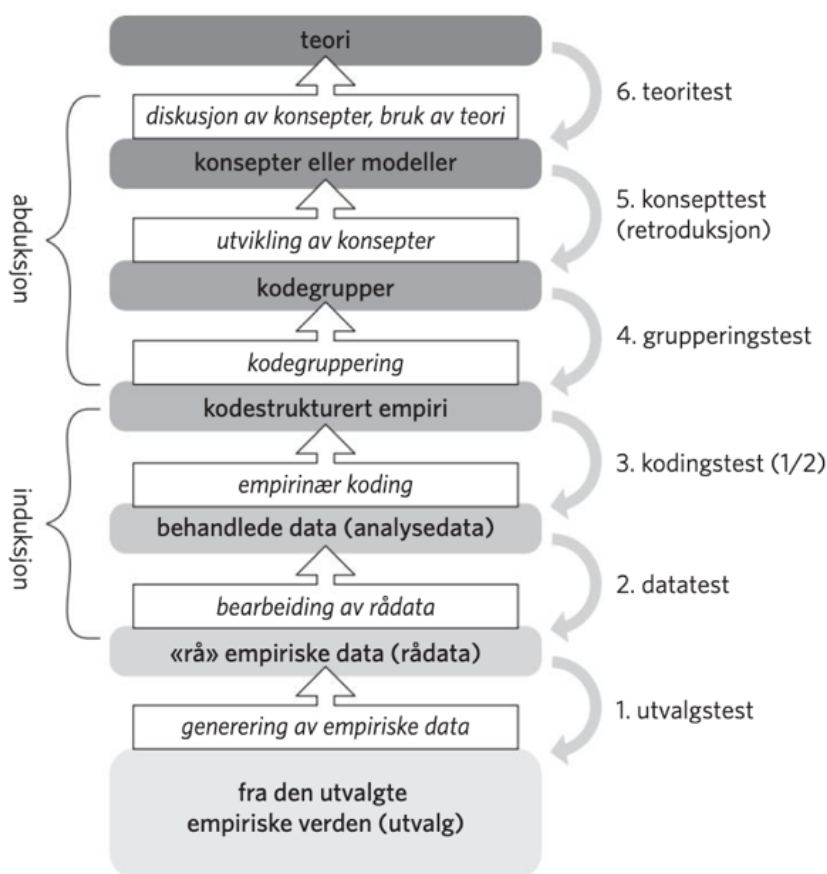 teori
6. teoritest
diskusjon av konsepter, bruk av teori
konsepter eller modeller
5. konsepttest
(retroduksjon)
utvikling av konsepter
abduksjon
kodegrupper
4. grupperingstest
kodegruppering
kodestrukturert empiri
3. kodingstest (1/2)
empirinær koding
induksjon
behandlede data (analysedata)
2. datatest
bearbeiding av rådata
«rå» empiriske data (rådata)
1. utvalgstest
generering av empiriske data
fra den utvalgte
empiriske verden (utvalg)